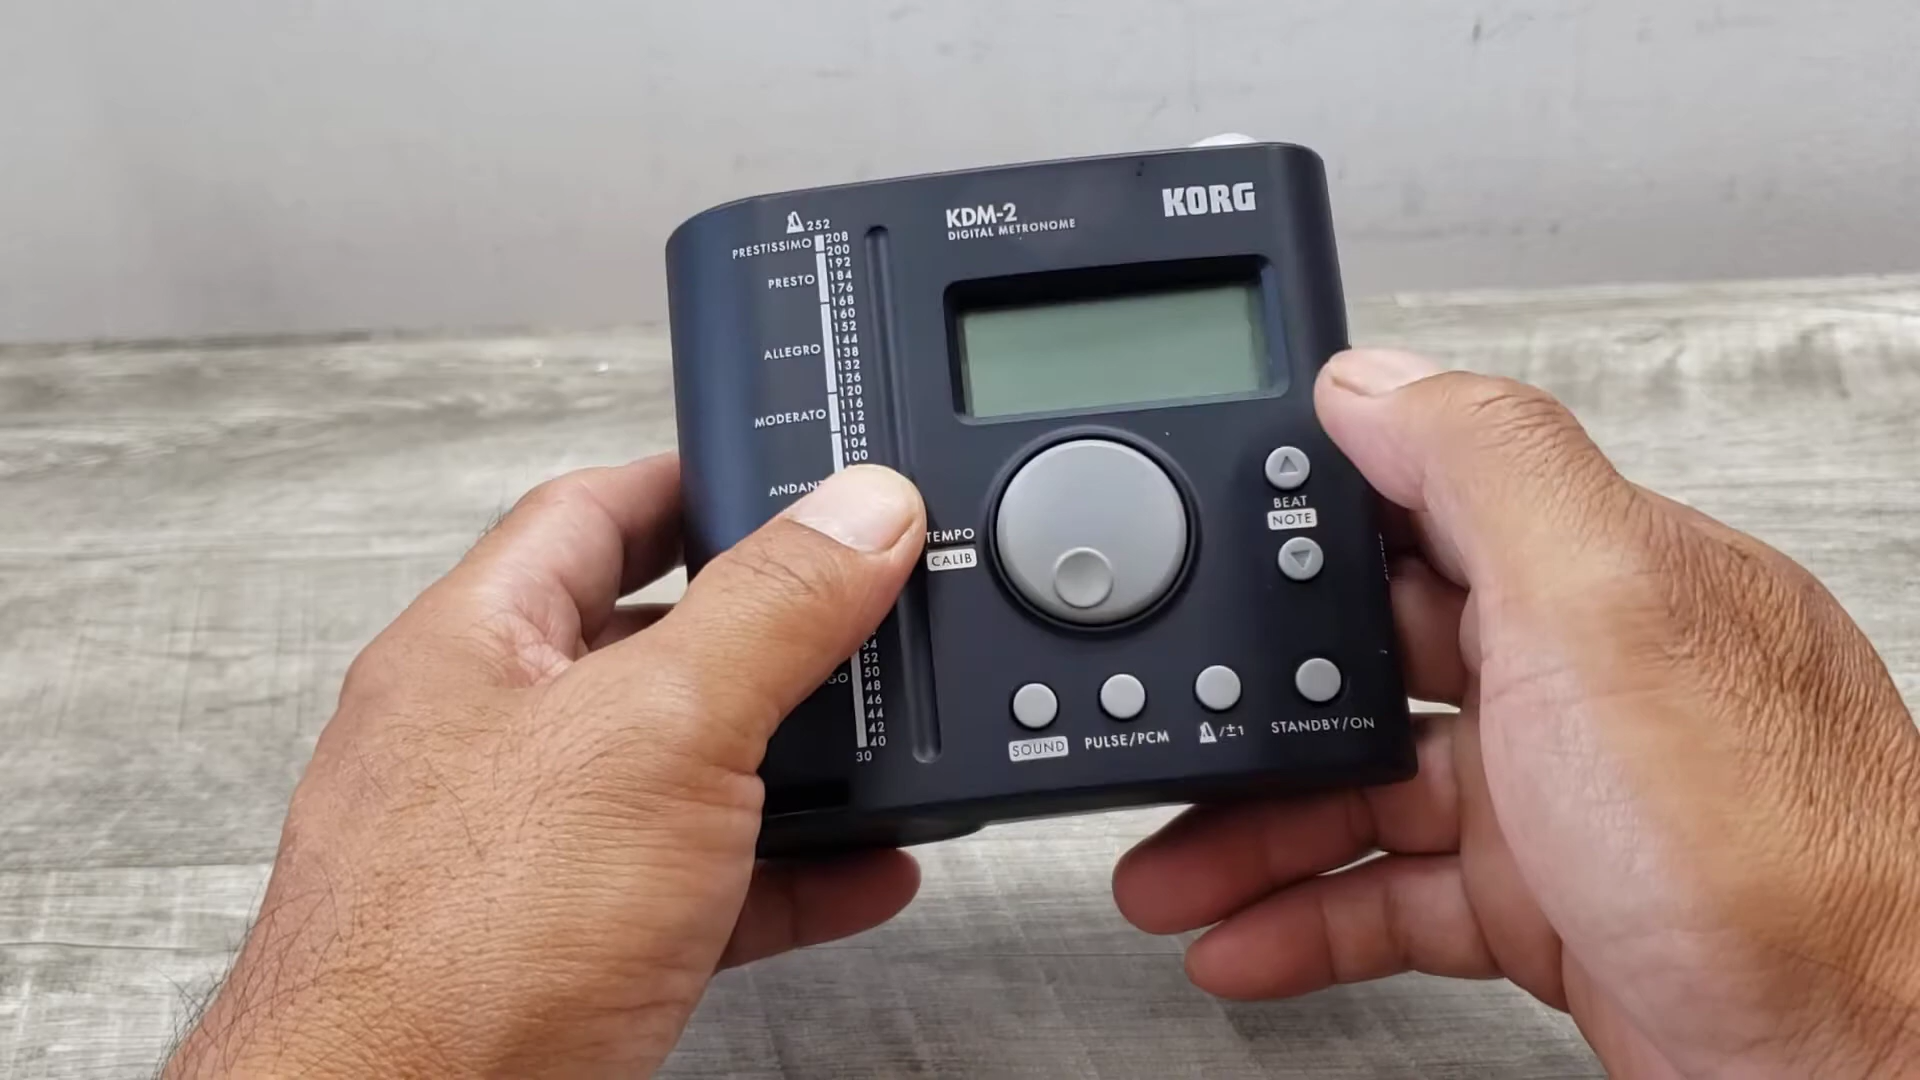 KORG
KDM-2
DIGITAL METRONOME
252
PRESTISSIMO
208
200
192
PRESTO
184
176
168
160
152
144
ALLEGRO
138
132
126
120
116
MODERATO
112
108
104
100
54
52
50
48
46
44
42
40
30
TEMPO
CALIB
BEAT
NOTE
SOUND
PULSE/PCM
/±1
STANDBY/ON